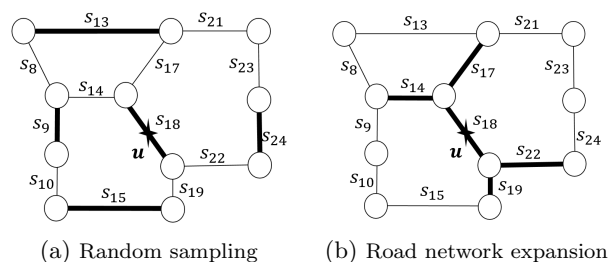 s13 s21 s13 s21
s8 s17 s23 s8 s17 s23
s14 s14
s9 s18 s9 s18
u s24 u s24
s10 s22 s10 s22
s15 s19 s15 s19
(a) Random sampling (b) Road network expansion